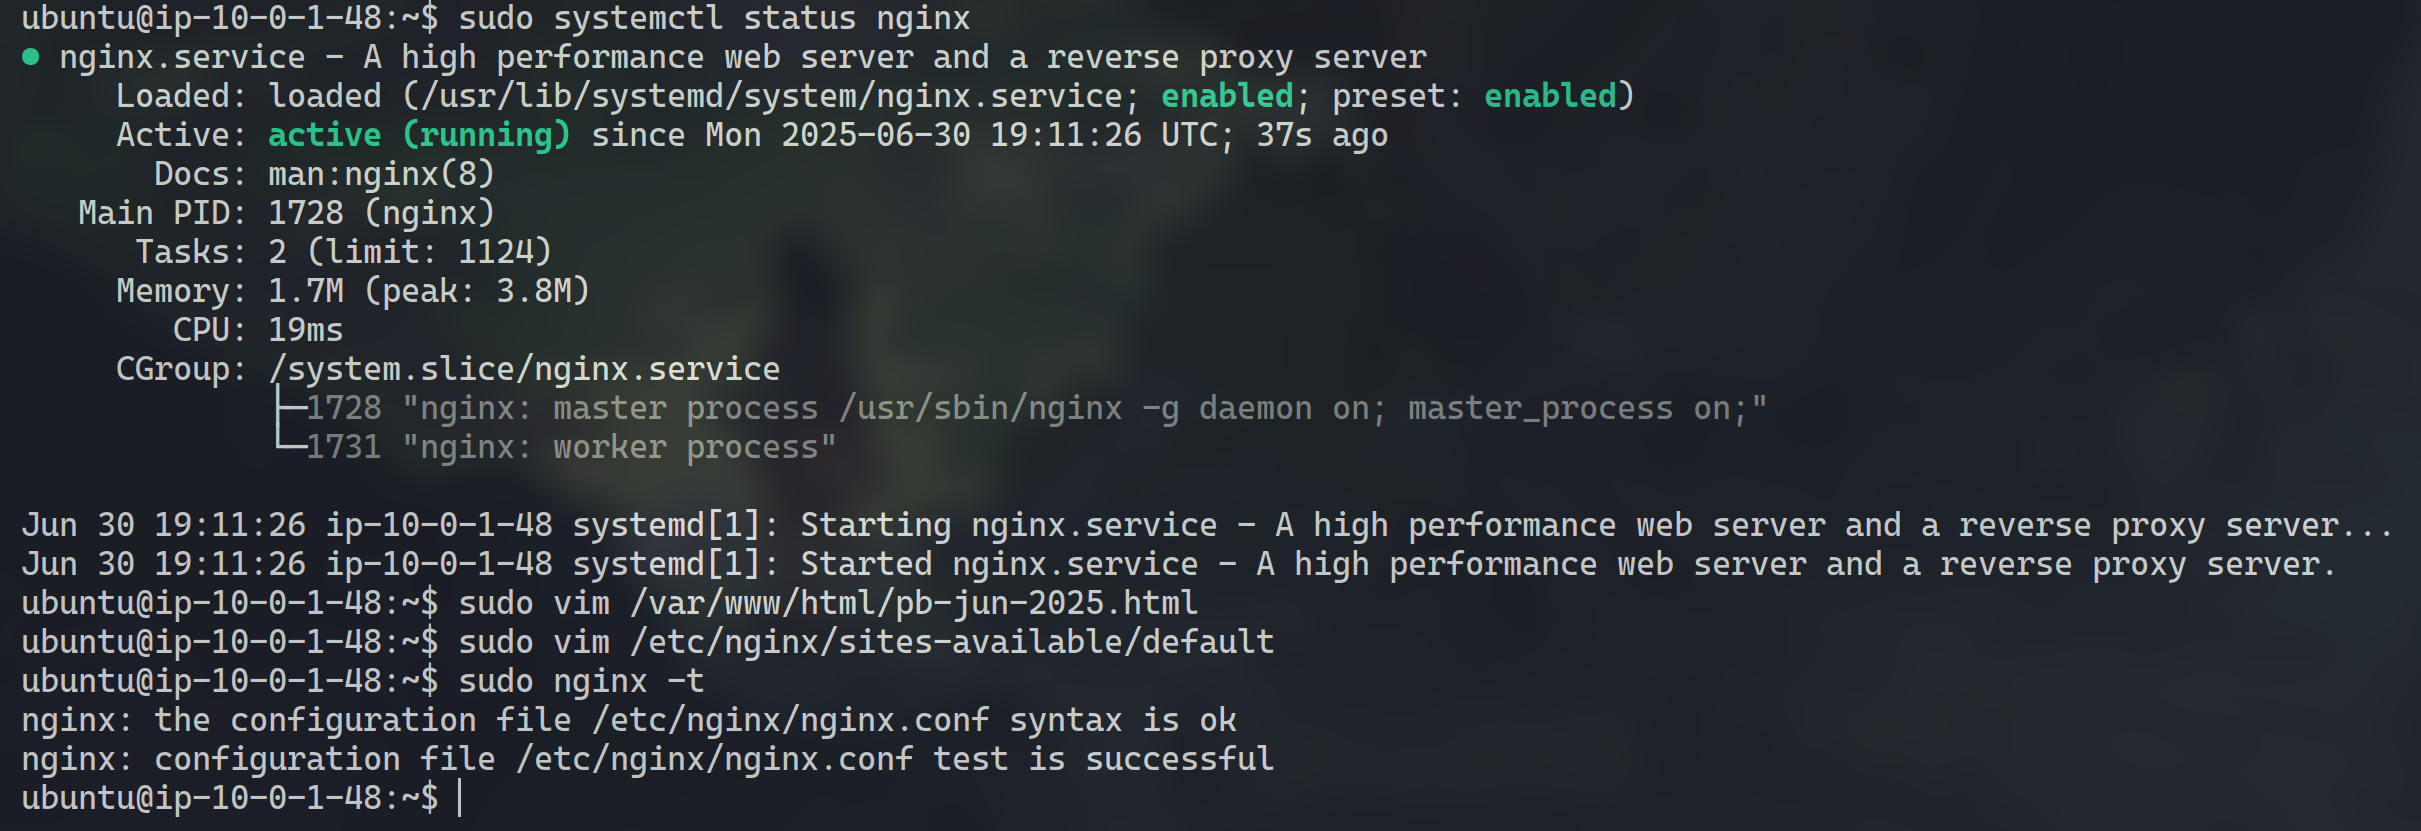 ubuntu@ip-10-0-1-48:~$ sudo systemctl status nginx
● nginx.service - A high performance web server and a reverse proxy server
     Loaded: loaded (/usr/lib/systemd/system/nginx.service; enabled; preset: enabled)
     Active: active (running) since Mon 2025-06-30 19:11:26 UTC; 37s ago
       Docs: man:nginx(8)
   Main PID: 1728 (nginx)
      Tasks: 2 (limit: 1124)
     Memory: 1.7M (peak: 3.8M)
        CPU: 19ms
     CGroup: /system.slice/nginx.service
             ├─1728 "nginx: master process /usr/sbin/nginx -g daemon on; master_process on;"
             └─1731 "nginx: worker process"

Jun 30 19:11:26 ip-10-0-1-48 systemd[1]: Starting nginx.service - A high performance web server and a reverse proxy server...
Jun 30 19:11:26 ip-10-0-1-48 systemd[1]: Started nginx.service - A high performance web server and a reverse proxy server.
ubuntu@ip-10-0-1-48:~$ sudo vim /var/www/html/pb-jun-2025.html
ubuntu@ip-10-0-1-48:~$ sudo vim /etc/nginx/sites-available/default
ubuntu@ip-10-0-1-48:~$ sudo nginx -t
nginx: the configuration file /etc/nginx/nginx.conf syntax is ok
nginx: configuration file /etc/nginx/nginx.conf test is successful
ubuntu@ip-10-0-1-48:~$